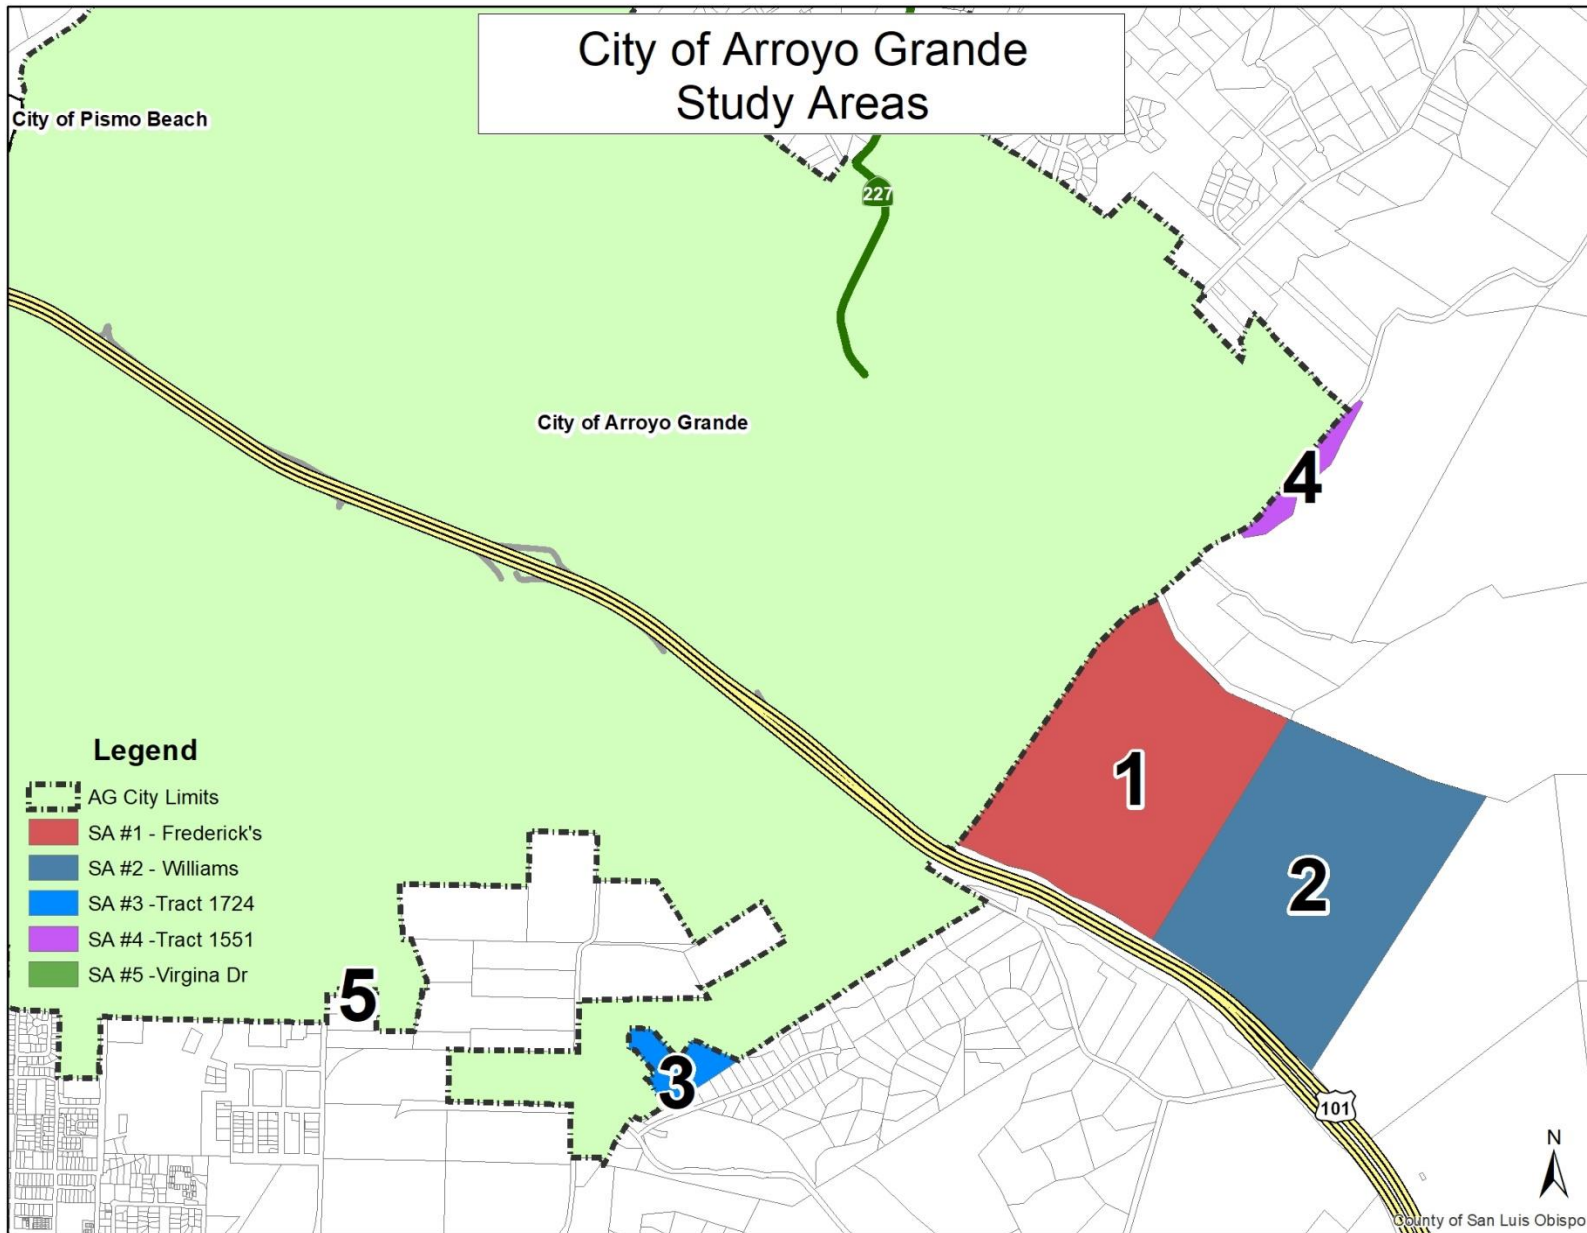 City of Arroyo Grande
Study Areas
City of Pismo Beach
227
City of Arroyo Grande
4
1
2
Legend
AG City Limits
SA #1 - Frederick's
SA #2 - Williams
SA #3 -Tract 1724
SA #4 -Tract 1551
SA #5 -Virgina Dr
5
3
101
N
County of San Luis Obispo